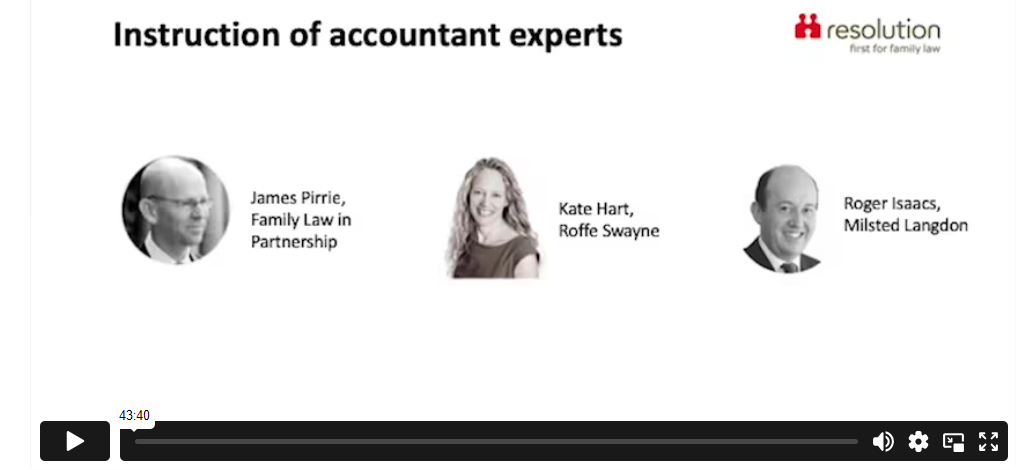 Instruction of accountant experts
resolution
first for family law
James Pirrie,
Family Law in
Partnership
Kate Hart,
Roffe Swayne
Roger Isaacs,
Milsted Langdon
43:40